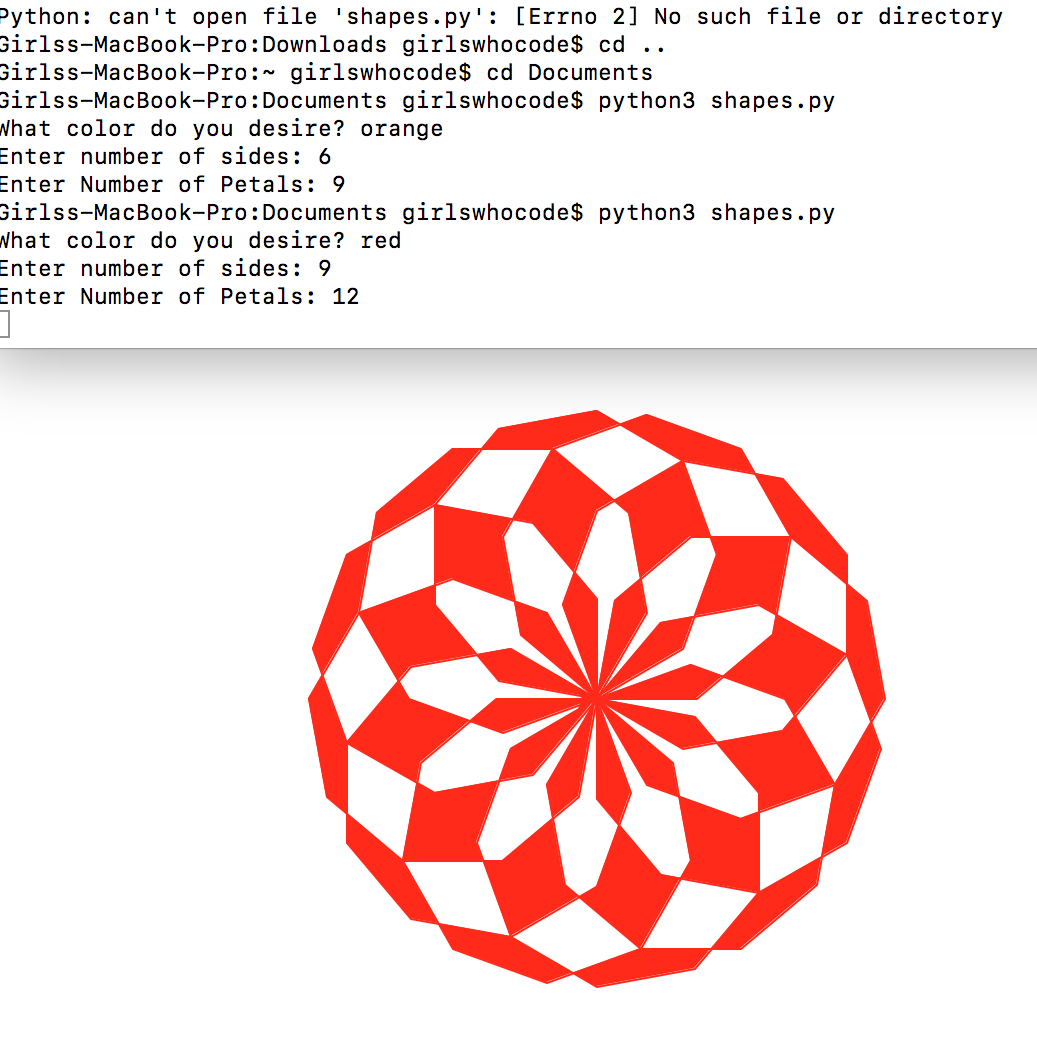 Python: can't open file 'shapes.py': [Errno 2] No such file or directory
Girlss-MacBook-Pro:Downloads girlswhocode$ cd ..
Girlss-MacBook-Pro:~ girlswhocode$ cd Documents
Girlss-MacBook-Pro:Documents girlswhocode$ python3 shapes.py
What color do you desire? orange
Enter number of sides: 6
Enter Number of Petals: 9
Girlss-MacBook-Pro:Documents girlswhocode$ python3 shapes.py
What color do you desire? red
Enter number of sides: 9
Enter Number of Petals: 12